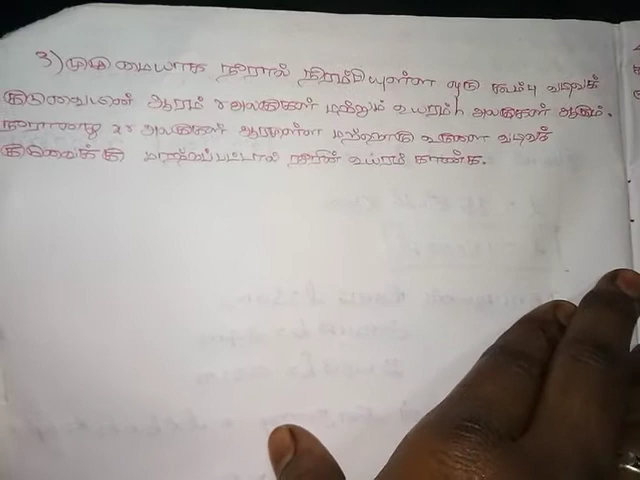 3) முழுமையாக நீரால் நிரம்பியுள்ள ஒரு கூம்பு வடிவக்
குடுவையின் ஆரம் r அலகுகள் மற்றும் உயரம் h அலகுகள் ஆகும்.
நீரானது xr அலகுகள் ஆரமுள்ள மற்றொரு உருளை வடிவக்
குடுவைக்கு மாற்றப்பட்டால் நீரின் உயரம் காண்க.